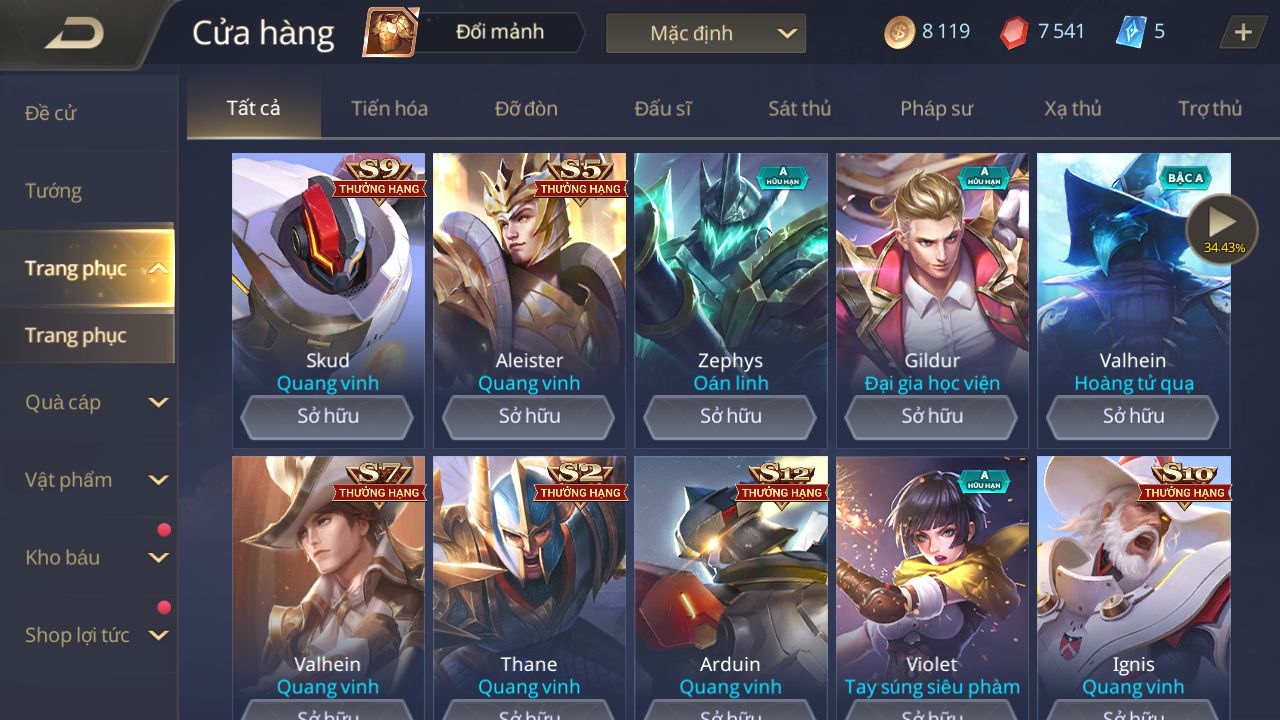 Cửa hàng
Đổi mảnh
Mặc định
8 119
7 541
5
Đề cử
Tướng
Trang phục
Trang phục
Quà cáp
Vật phẩm
Kho báu
Shop lợi tức
Tất cả
Tiến hóa
Đỡ đòn
Đấu sĩ
Sát thủ
Pháp sư
Xạ thủ
Trợ thủ
S9
THƯỞNG HẠNG
Skud
Quang vinh
Sở hữu
S5
THƯỞNG HẠNG
Aleister
Quang vinh
Sở hữu
A
HỮU HẠN
Zephys
Oán linh
Sở hữu
A
HỮU HẠN
Gildur
Đại gia học viện
Sở hữu
BẬC A
34.43%
Valhein
Hoàng tử quạ
Sở hữu
S7
THƯỞNG HẠNG
Valhein
Quang vinh
Sở hữu
S2
THƯỞNG HẠNG
Thane
Quang vinh
Sở hữu
S12
THƯỞNG HẠNG
Arduin
Quang vinh
Sở hữu
A
HỮU HẠN
Violet
Tay súng siêu phàm
Sở hữu
S10
THƯỞNG HẠNG
Ignis
Quang vinh
Sở hữu